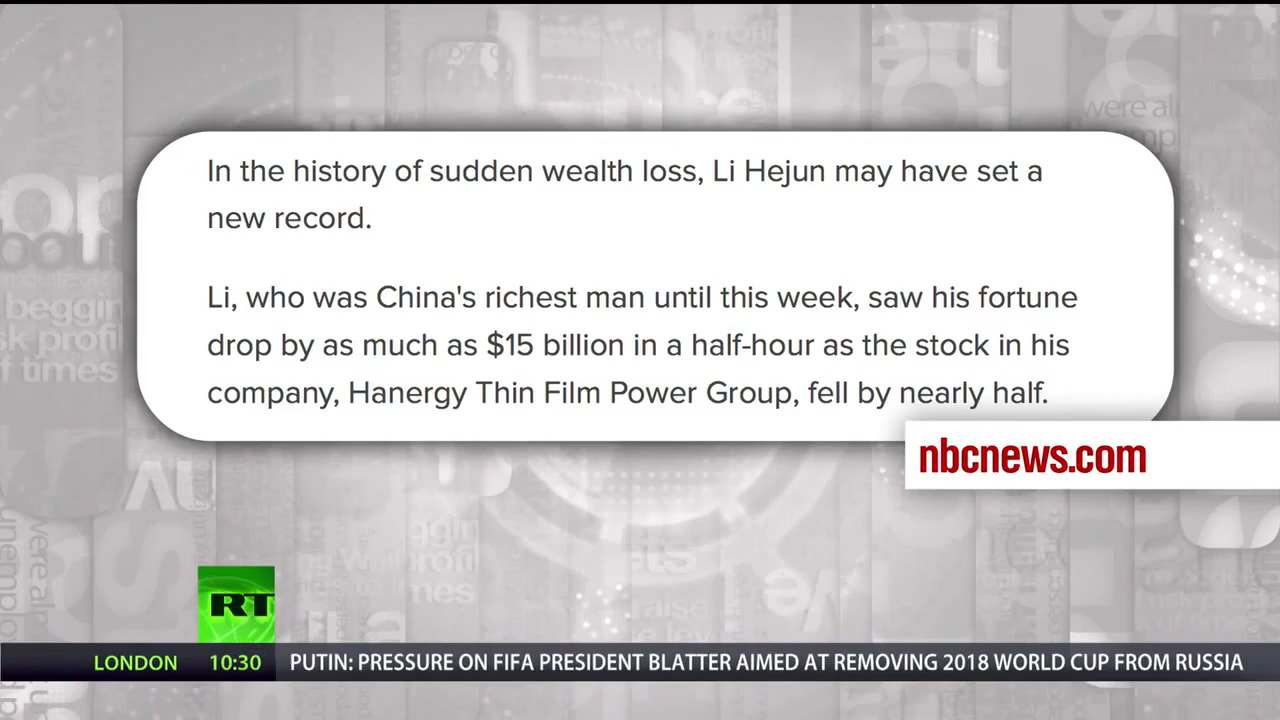 In the history of sudden wealth loss, Li Hejun may have set a
new record.
Li, who was China's richest man until this week, saw his fortune
drop by as much as $15 billion in a half-hour as the stock in his
company, Hanergy Thin Film Power Group, fell by nearly half.
nbcnews.com
RT
LONDON 10:30 PUTIN: PRESSURE ON FIFA PRESIDENT BLATTER AIMED AT REMOVING 2018 WORLD CUP FROM RUSSIA